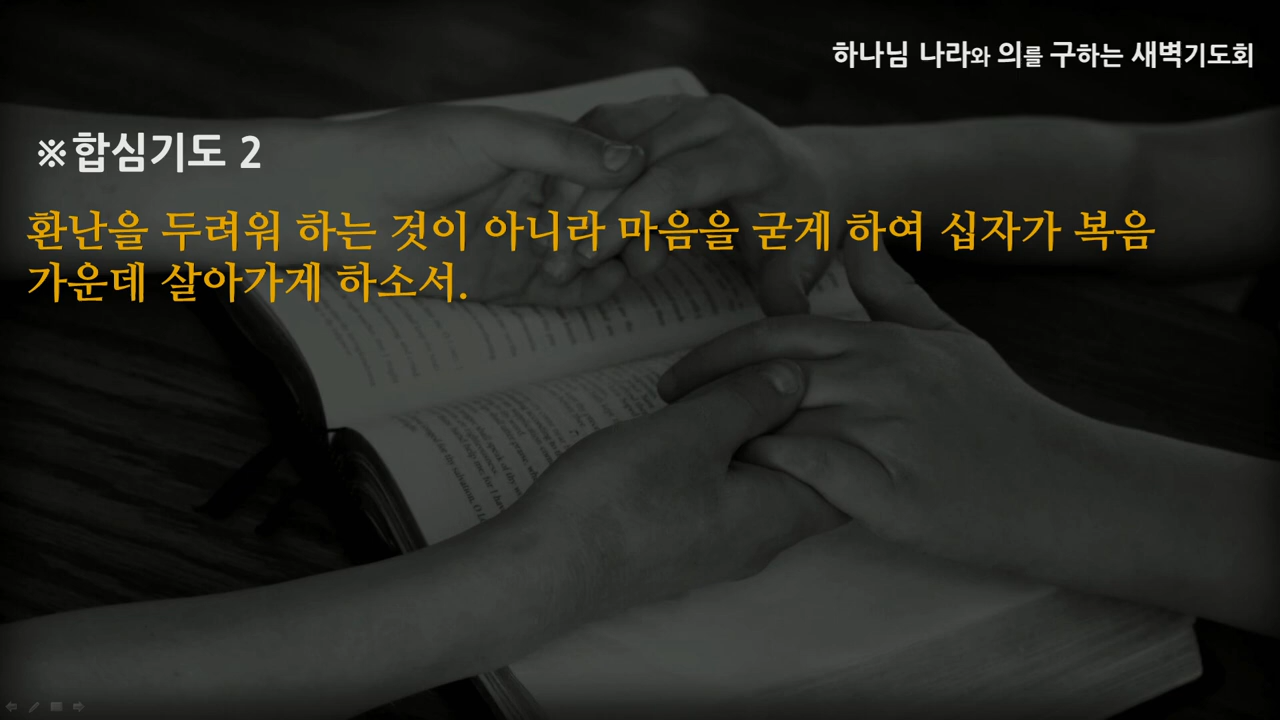 하나님 나라와 의를 구하는 새벽기도회
※합심기도 2
환난을 두려워 하는 것이 아니라 마음을 굳게 하여 십자가 복음
가운데 살아가게 하소서.